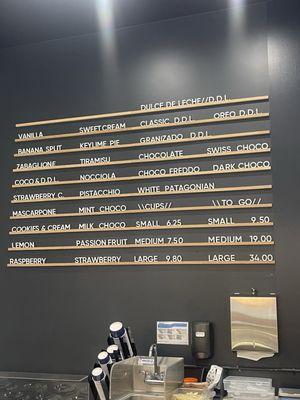 DULCE DE LECHE//D.D.L
VANILLA SWEET CREAM CLASSIC D.D.L OREO D.D.L
BANANA SPLIT KEYLIME PIE GRANIZADO D.D.L
ZABAGLIONE TIRAMISU CHOCOLATE SWISS CHOCO
COCO & D.D.L NOCCIOLA CHOCO FREDDO DARK CHOCO
STRAWBERRY C. PISTACCHIO WHITE PATAGONIAN
MASCARPONE MINT CHOCO \\CUPS// \\TO GO//
COOKIES & CREAM MILK CHOCO SMALL 6.25 SMALL 9.50
LEMON PASSION FRUIT MEDIUM 7.50 MEDIUM 19.00
RASPBERRY STRAWBERRY LARGE 9.80 LARGE 34.00